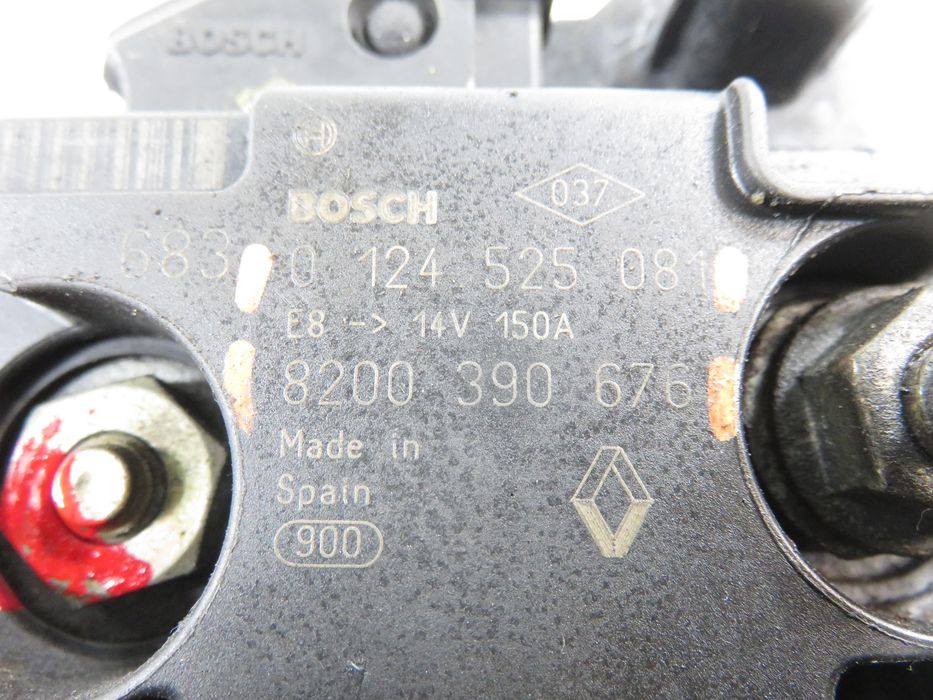 BOSCH
BOSCH
037
683 0 124 525 081
E8 -> 14V 150A
8200 390 676
Made in
Spain
900